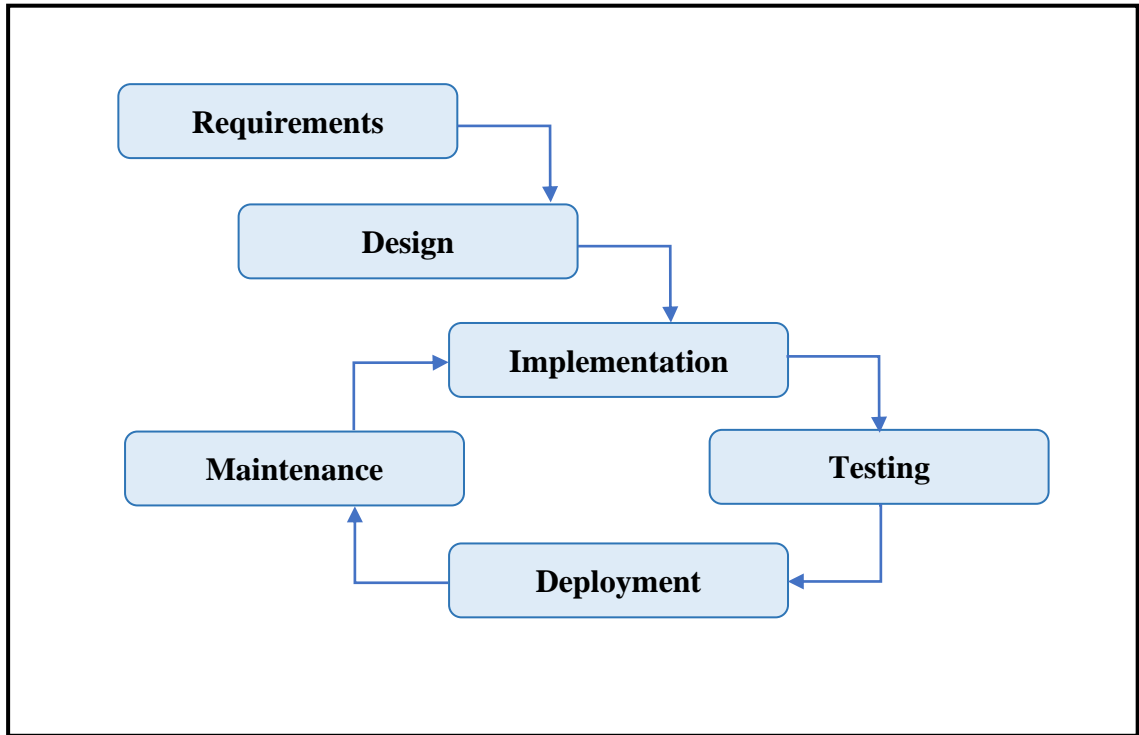 Requirements
Design
Implementation
Maintenance
Testing
Deployment